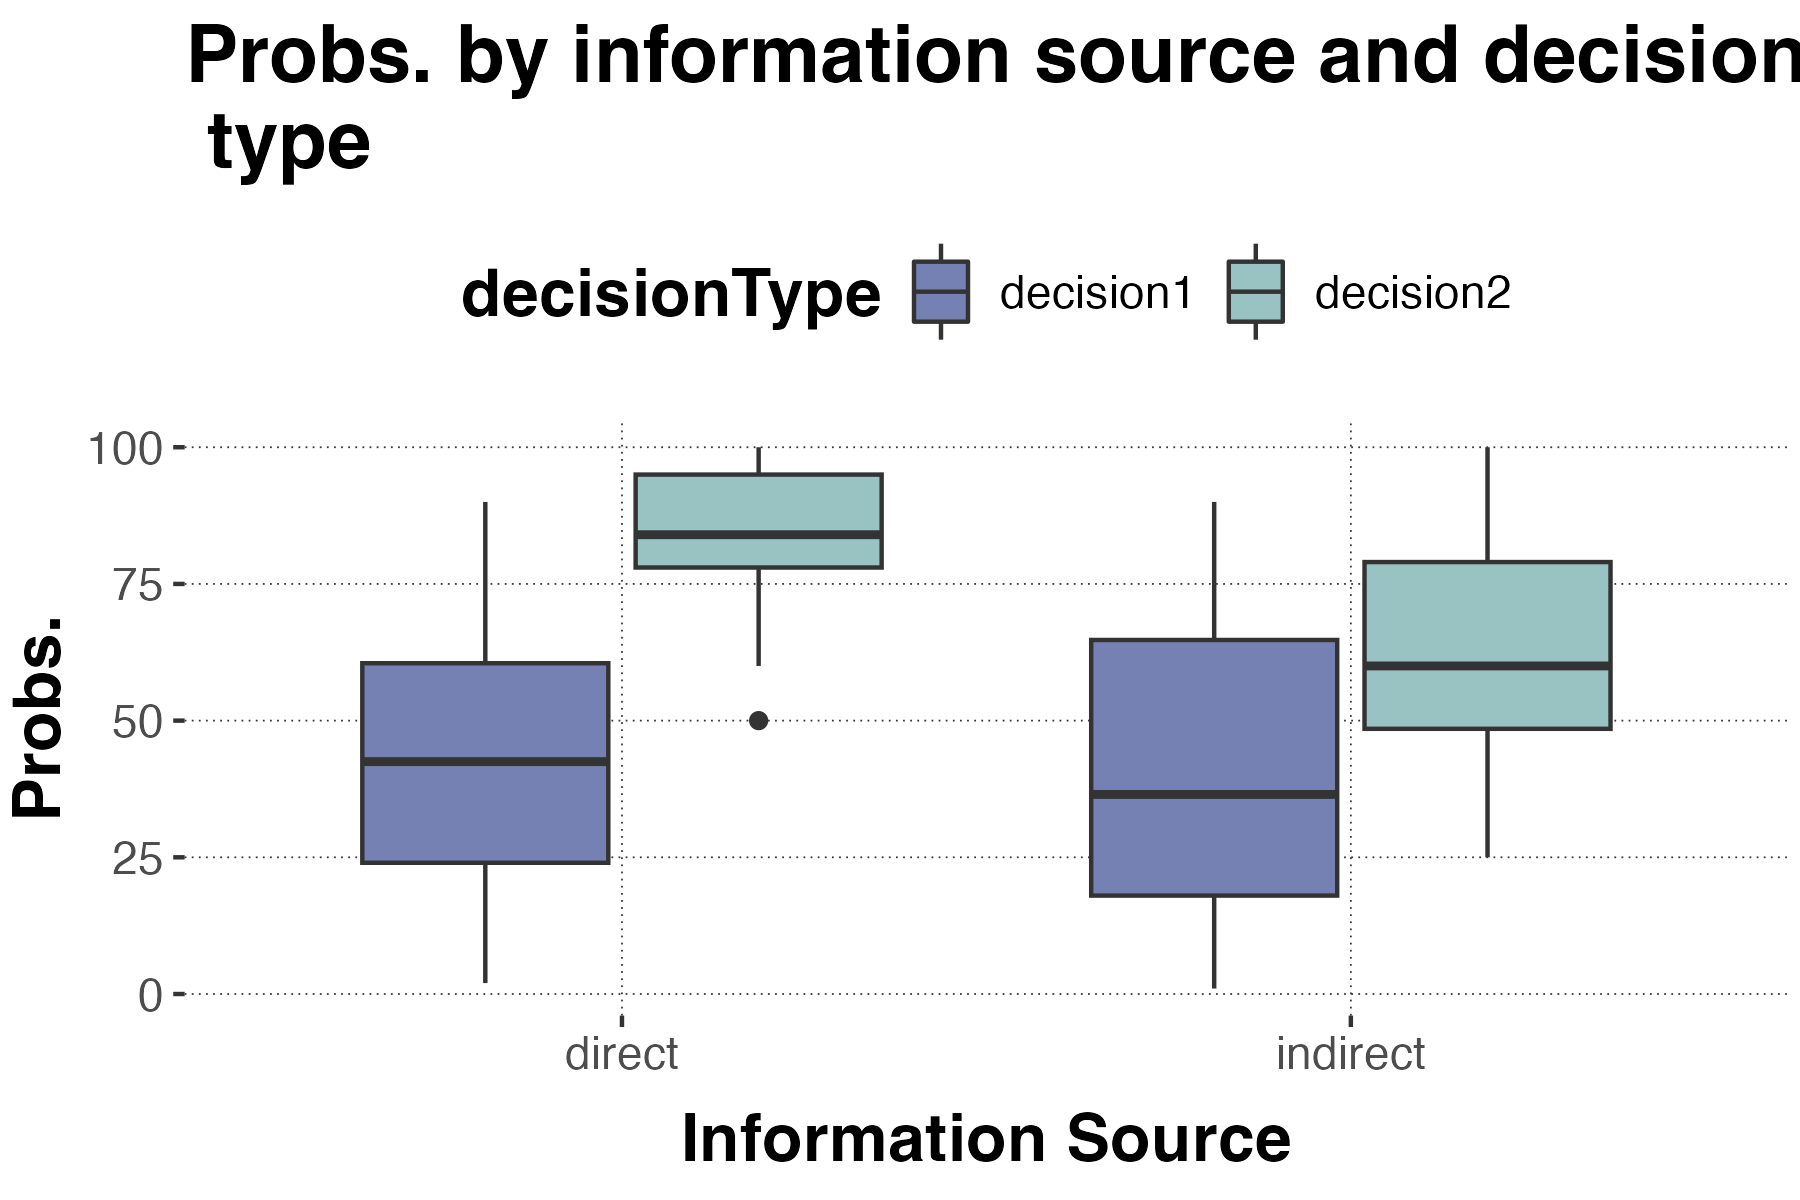 Probs. by information source and decision
type
decisionType decision1 decision2
100
75
50
25
0
Probs.
direct indirect
Information Source